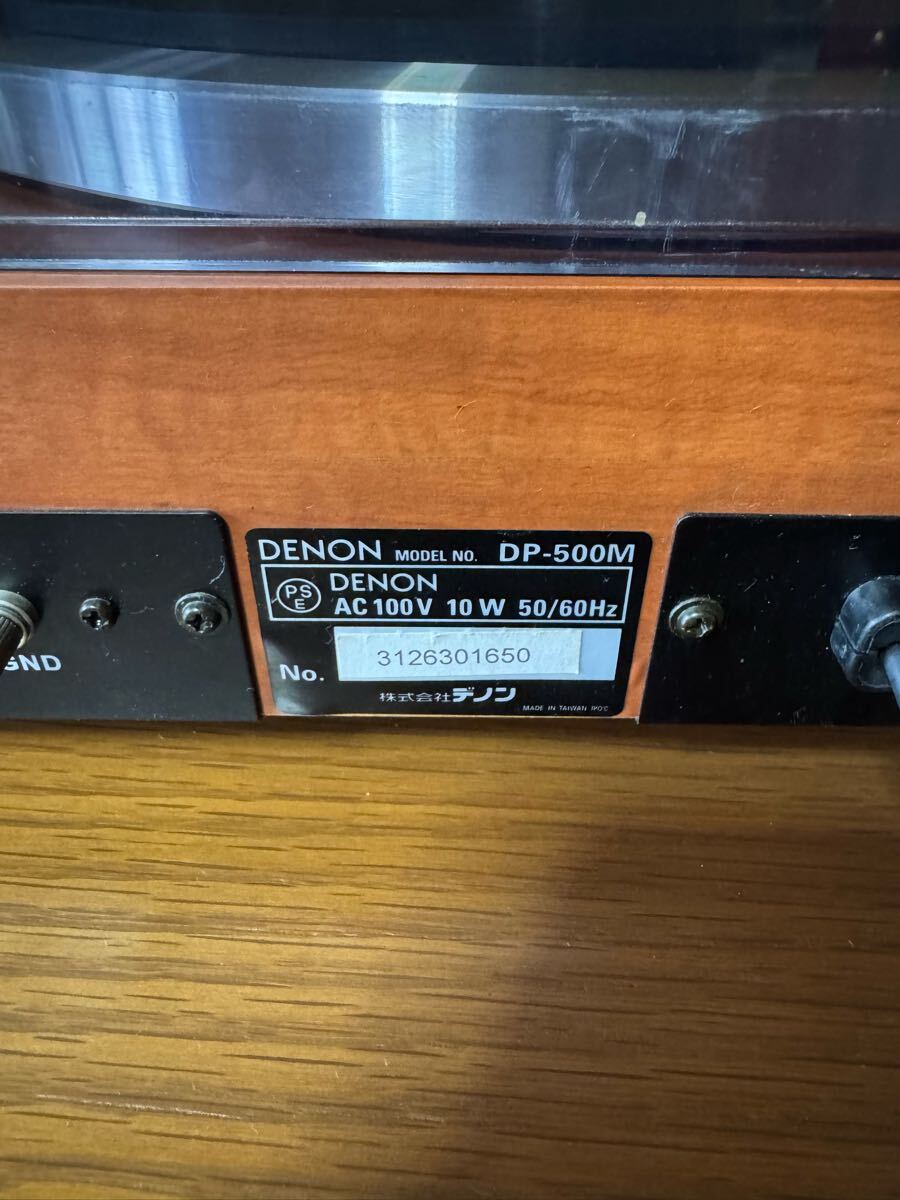 DENON MODEL NO. DP-500M
PS
E
DENON
AC 100V 10W 50/60Hz
GND
No. 3126301650
株式会社デノン
MADE IN TAIWAN